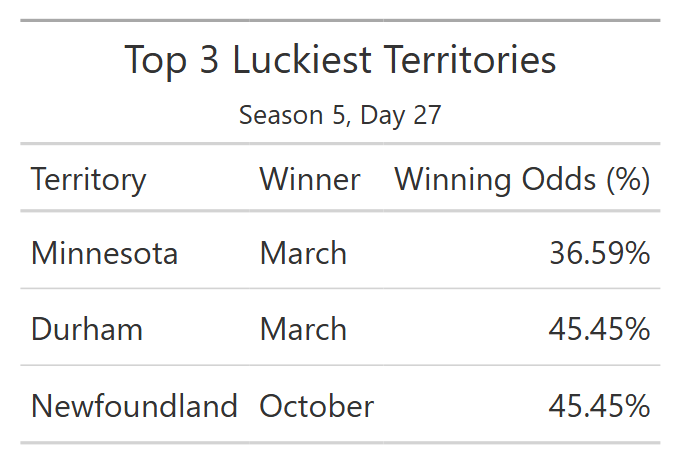 Top 3 Luckiest Territories
Season 5, Day 27
Territory Winner Winning Odds (%)
Minnesota March 36.59%
Durham March 45.45%
Newfoundland October 45.45%